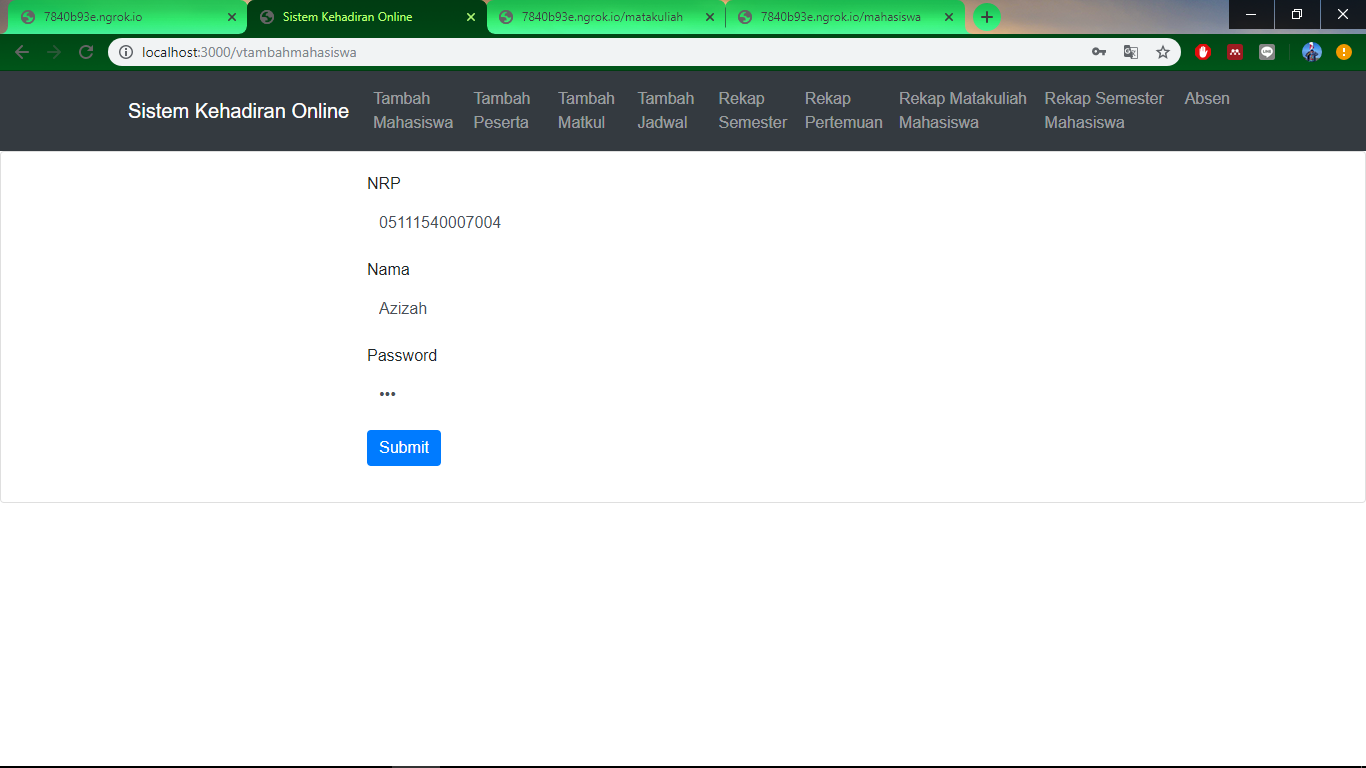 7840b93e.ngrok.io
Sistem Kehadiran Online
7840b93e.ngrok.io/matakuliah
7840b93e.ngrok.io/mahasiswa
localhost:3000/vtambahmahasiswa
Sistem Kehadiran Online
Tambah
Mahasiswa
Tambah
Peserta
Tambah
Matkul
Tambah
Jadwal
Rekap
Semester
Rekap
Pertemuan
Rekap Matakuliah
Mahasiswa
Rekap Semester
Mahasiswa
Absen
NRP
05111540007004
Nama
Azizah
Password
•••
Submit